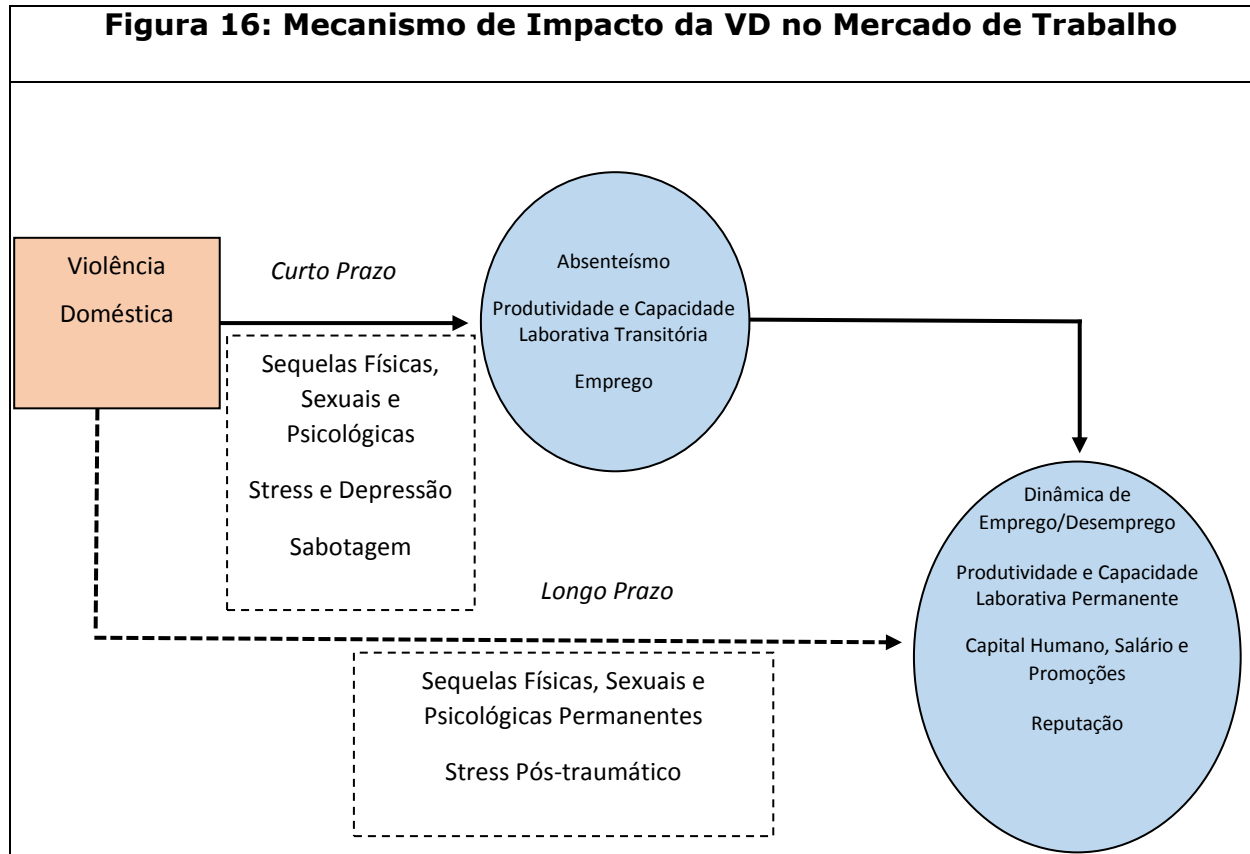 Figura 16: Mecanismo de Impacto da VD no Mercado de Trabalho
Violência
Doméstica
Curto Prazo
Sequelas Físicas,
Sexuais e
Psicológicas
Stress e Depressão
Sabotagem
Absenteísmo
Produtividade e Capacidade
Laborativa Transitória
Emprego
Longo Prazo
Sequelas Físicas, Sexuais e
Psicológicas Permanentes
Stress Pós-traumático
Dinâmica de
Emprego/Desemprego
Produtividade e Capacidade
Laborativa Permanente
Capital Humano, Salário e
Promoções
Reputação